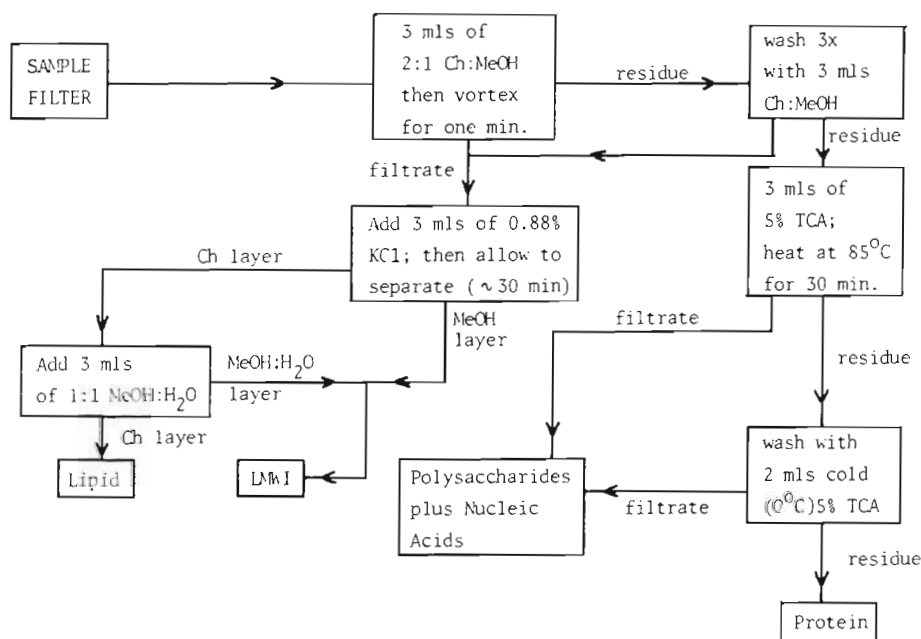 SAMPLE
FILTER
3 mls of
2:1 Ch:MeOH
then vortex
for one min.
residue
wash 3x
with 3 mls
Ch:MeOH
residue
filtrate
3 mls of
5% TCA;
heat at 85°C
for 30 min.
Add 3 mls of 0.88%
KCl; then allow to
separate (~30 min)
Ch layer
MeOH
layer
filtrate
residue
Add 3 mls
of 1:1 MeOH:H₂O
MeOH:H₂O
layer
Ch layer
Lipid
LMWI
Polysaccharides
plus Nucleic
Acids
filtrate
wash with
2 mls cold
(0°C)5% TCA
residue
Protein